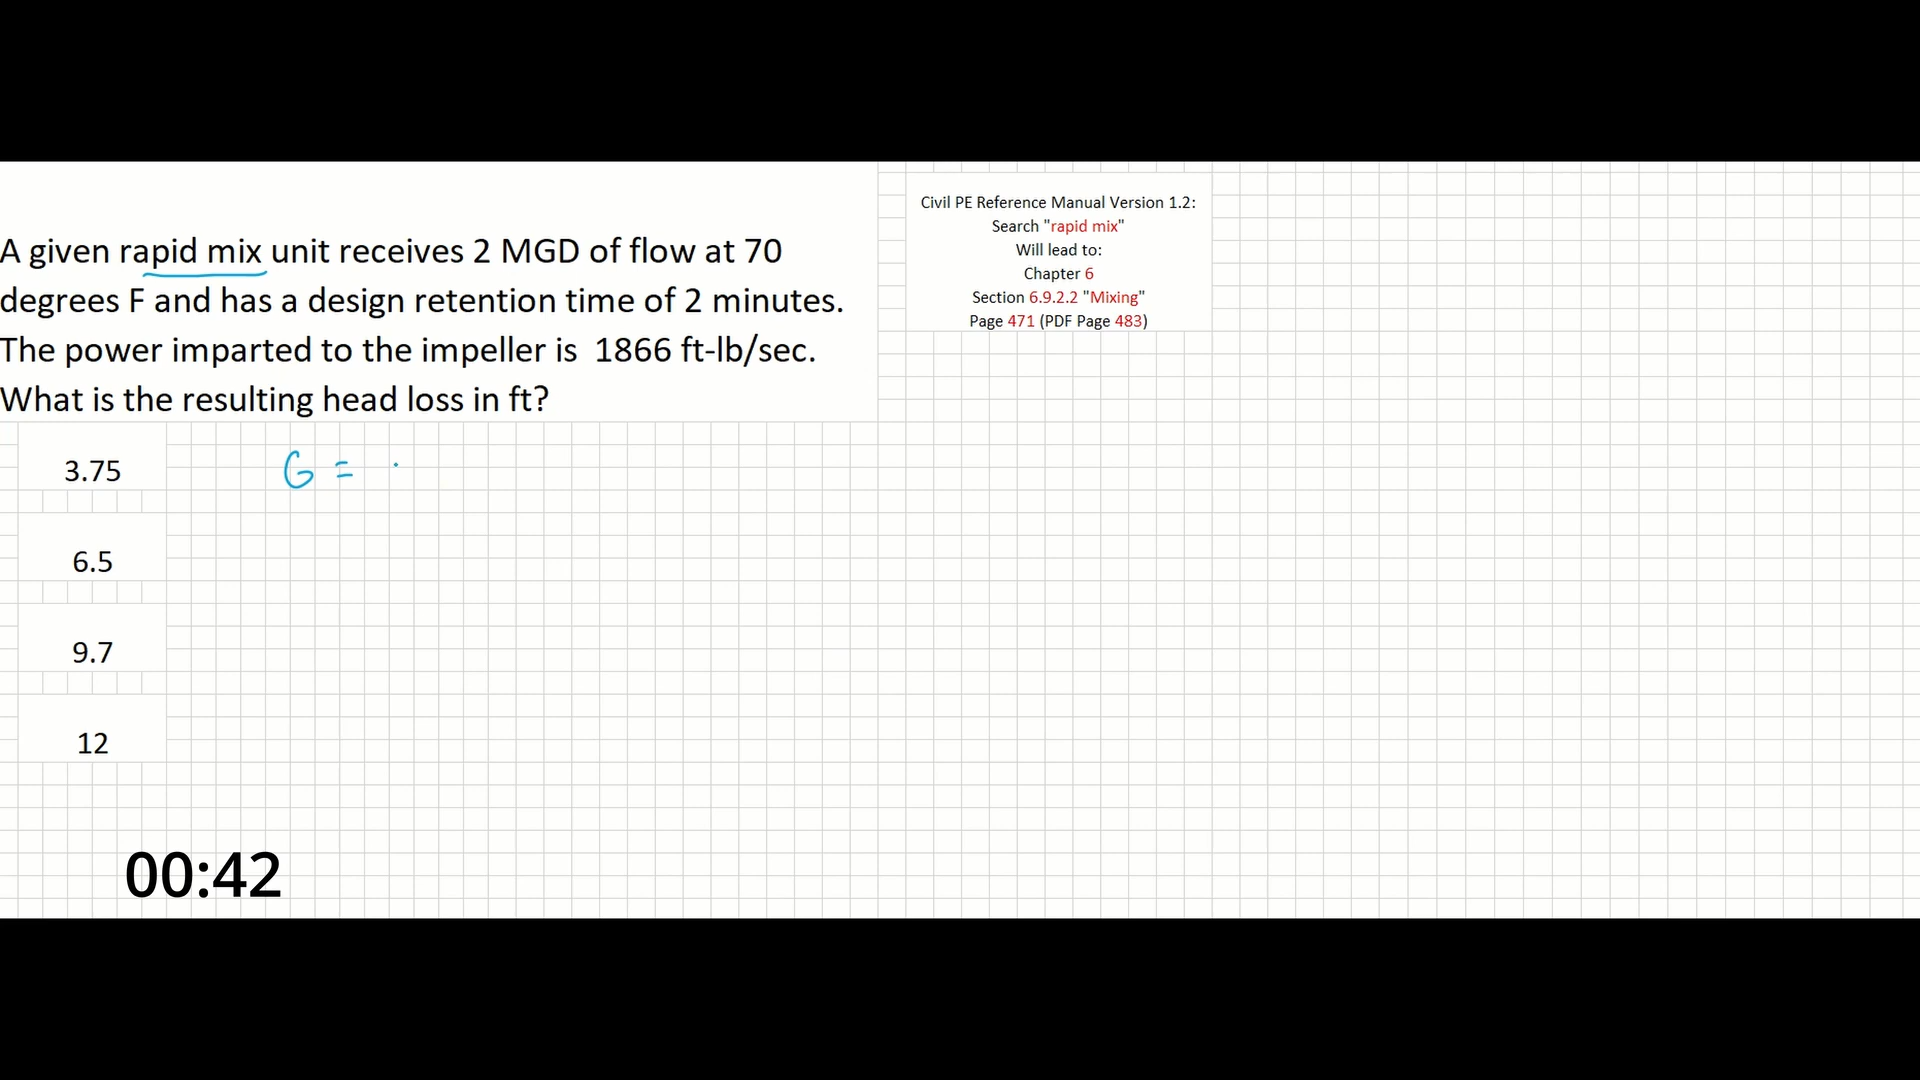 A given rapid mix unit receives 2 MGD of flow at 70
degrees F and has a design retention time of 2 minutes.
The power imparted to the impeller is 1866 ft-lb/sec.
What is the resulting head loss in ft?
Civil PE Reference Manual Version 1.2:
Search "rapid mix"
Will lead to:
Chapter 6
Section 6.9.2.2 "Mixing"
Page 471 (PDF Page 483)
3.75
G =
6.5
9.7
12
00:42